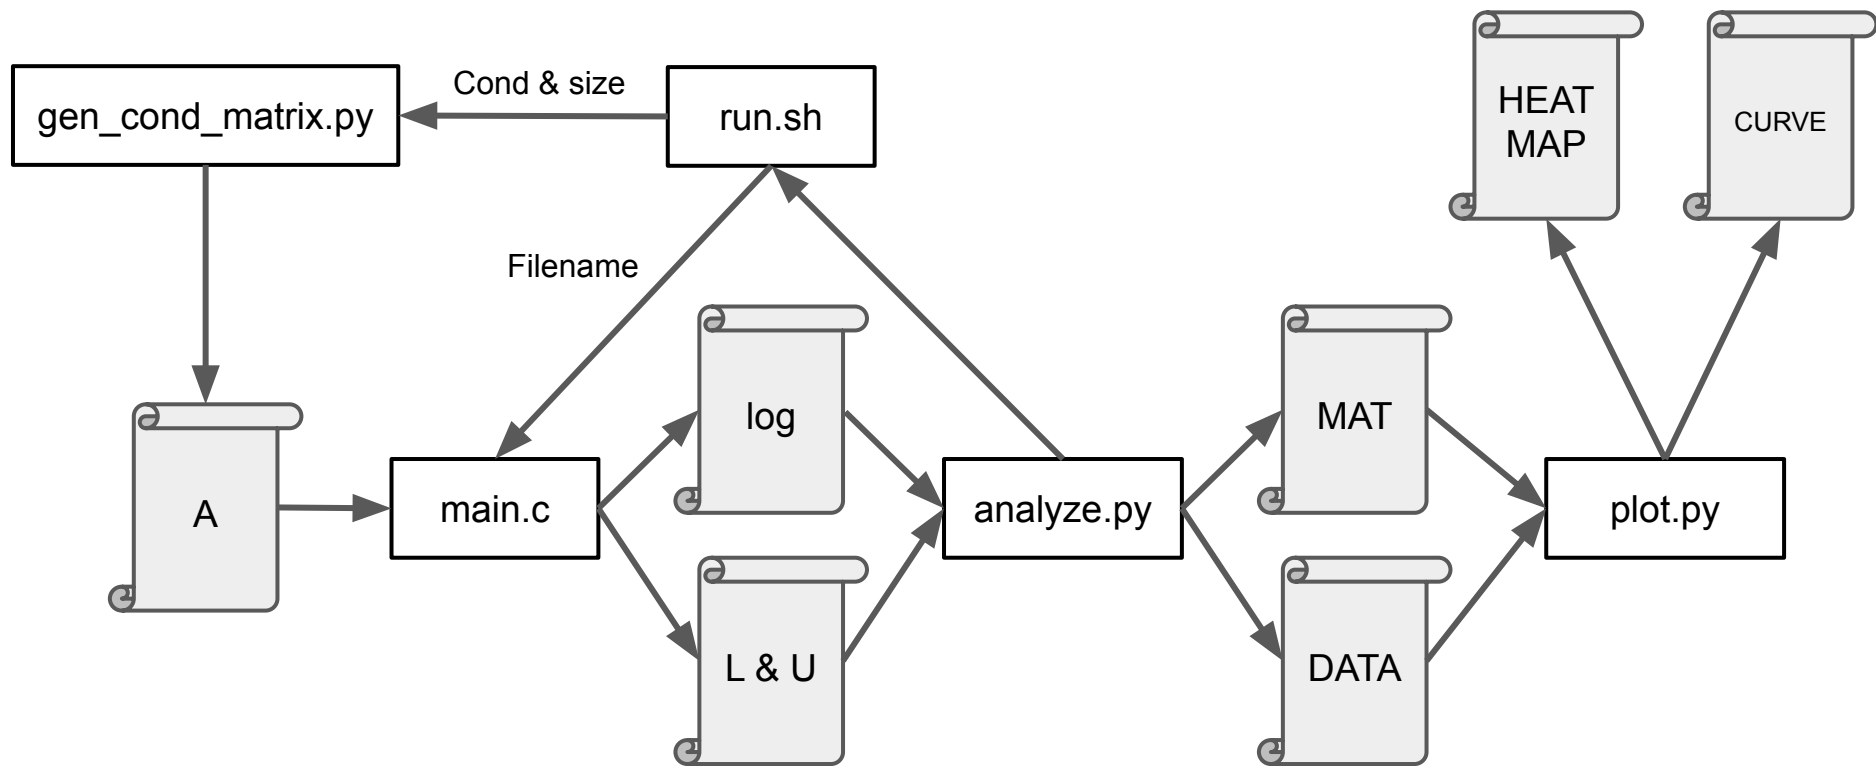 HEAT
MAP
CURVE
Cond & size
gen_cond_matrix.py
run.sh
Filename
log
MAT
A
main.c
analyze.py
plot.py
L & U
DATA